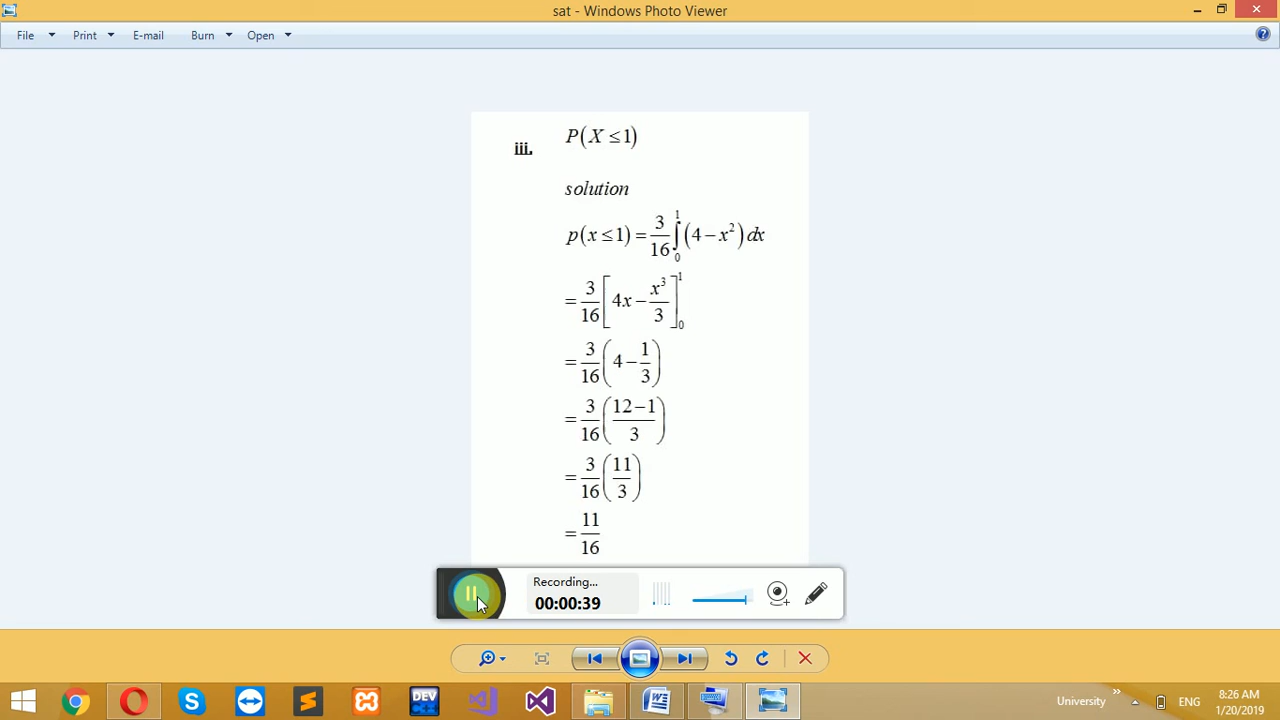 sat - Windows Photo Viewer
File Print E-mail Burn Open
iii. P(X ≤ 1)
solution
p(x ≤ 1) = 3/16 ∫₀¹ (4 − x²) dx
= 3/16 [4x − x³/3]₀¹
= 3/16 (4 − 1/3)
= 3/16 ((12 − 1)/3)
= 3/16 (11/3)
= 11/16
Recording...
00:00:39
DEV C++
University » ENG
8:26 AM
1/20/2019